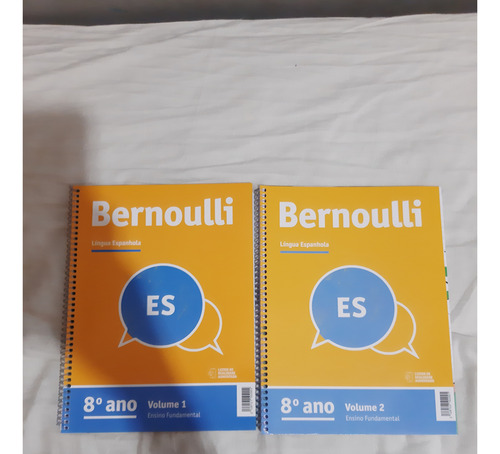 Bernoulli
Língua Espanhola
ES
8º ano
Volume 1
Ensino Fundamental
Bernoulli
Língua Espanhola
ES
8º ano
Volume 2
Ensino Fundamental